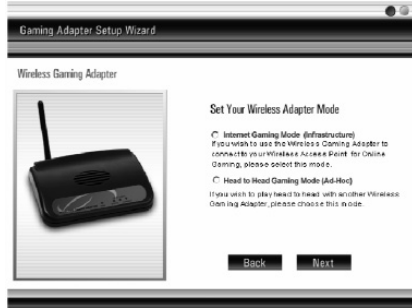 Gaming Adapter Setup Wizard
Wireless Gaming Adapter
Set Your Wireless Adapter Mode
Internet Gaming Mode (Infrastructure)
If you wish to use the Wireless Gaming Adapter to
connect to your Wireless Access Point for Online
Gaming, please select this mode.
Head to Head Gaming Mode (Ad-Hoc)
If you wish to play head to head with another Wireless
Gaming Adapter, please choose this mode.
Back Next